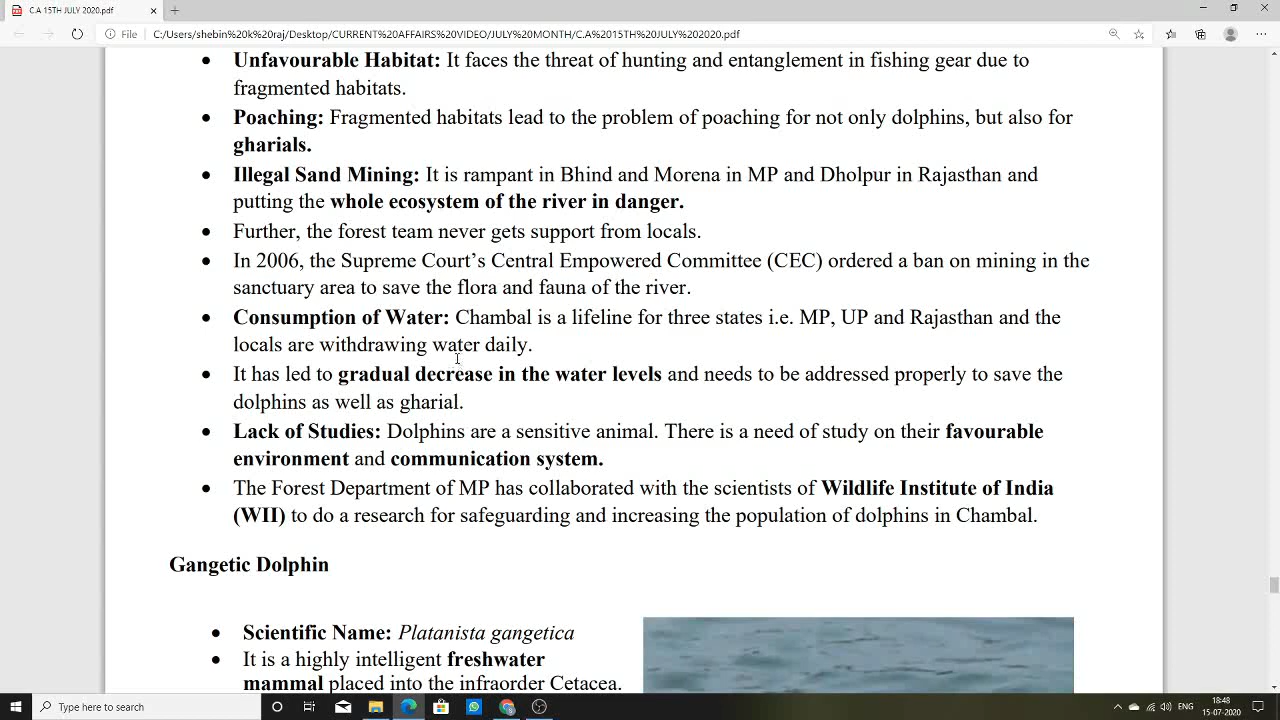 C.A 15TH JULY 2020.pdf
File
C:/Users/shebin%20k%20raj/Desktop/CURRENT%20AFFAIRS%20VIDEO/JULY%20MONTH/C.A%2015TH%20JULY%202020.pdf
• Unfavourable Habitat: It faces the threat of hunting and entanglement in fishing gear due to
fragmented habitats.
• Poaching: Fragmented habitats lead to the problem of poaching for not only dolphins, but also for
gharials.
• Illegal Sand Mining: It is rampant in Bhind and Morena in MP and Dholpur in Rajasthan and
putting the whole ecosystem of the river in danger.
• Further, the forest team never gets support from locals.
• In 2006, the Supreme Court’s Central Empowered Committee (CEC) ordered a ban on mining in the
sanctuary area to save the flora and fauna of the river.
• Consumption of Water: Chambal is a lifeline for three states i.e. MP, UP and Rajasthan and the
locals are withdrawing water daily.
• It has led to gradual decrease in the water levels and needs to be addressed properly to save the
dolphins as well as gharial.
• Lack of Studies: Dolphins are a sensitive animal. There is a need of study on their favourable
environment and communication system.
• The Forest Department of MP has collaborated with the scientists of Wildlife Institute of India
(WII) to do a research for safeguarding and increasing the population of dolphins in Chambal.
Gangetic Dolphin
• Scientific Name: Platanista gangetica
• It is a highly intelligent freshwater
mammal placed into the infraorder Cetacea.
Type here to search
ENG
18:48
15-07-2020